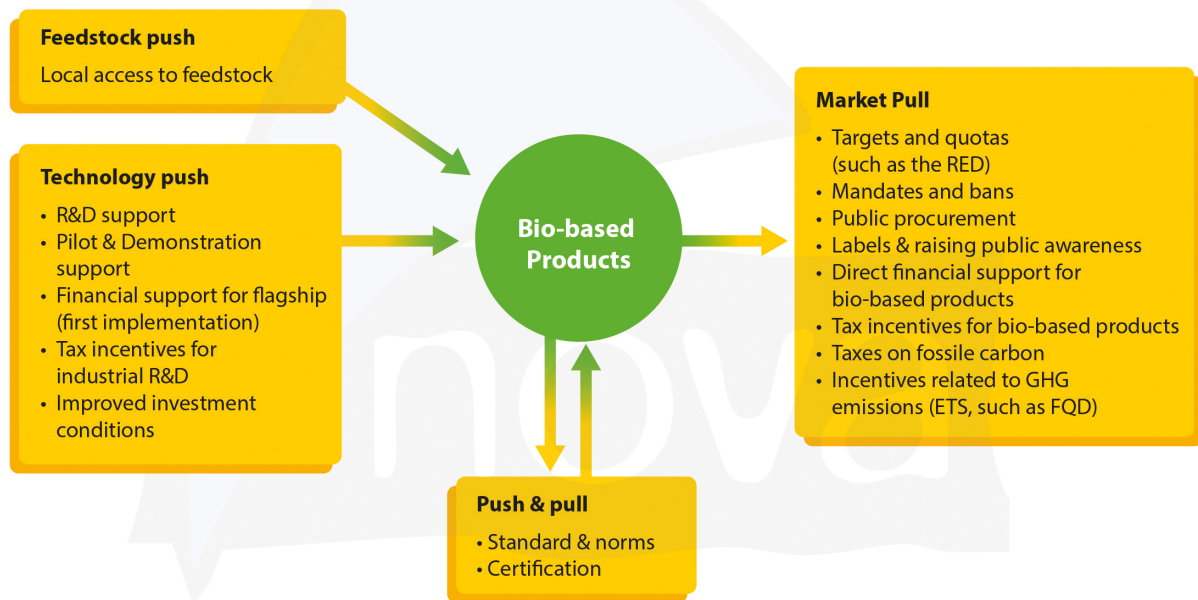 Feedstock push
Local access to feedstock
Technology push
• R&D support
• Pilot & Demonstration
support
• Financial support for flagship
(first implementation)
• Tax incentives for
industrial R&D
• Improved investment
conditions
Bio-based
Products
Push & pull
• Standard & norms
• Certification
Market Pull
• Targets and quotas
(such as the RED)
• Mandates and bans
• Public procurement
• Labels & raising public awareness
• Direct financial support for
bio-based products
• Tax incentives for bio-based products
• Taxes on fossile carbon
• Incentives related to GHG
emissions (ETS, such as FQD)
nova